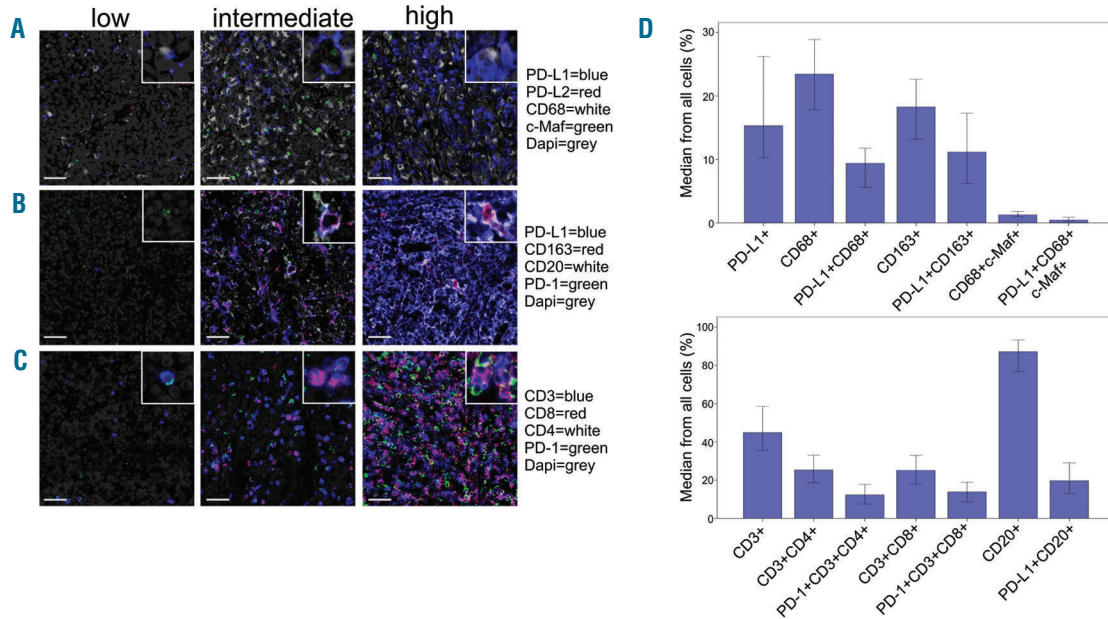 low intermediate high
A
PD-L1=blue
PD-L2=red
CD68=white
c-Maf=green
Dapi=grey
B
PD-L1=blue
CD163=red
CD20=white
PD-1=green
Dapi=grey
C
CD3=blue
CD8=red
CD4=white
PD-1=green
Dapi=grey
D
Median from all cells (%)
30
20
10
0
PD-L1+
CD68+
PD-L1+CD68+
CD163+
PD-L1+CD163+
CD68+c-Maf+
PD-L1+CD68+
c-Maf+
Median from all cells (%)
100
80
60
40
20
0
CD3+
CD3+CD4+
PD-1+CD3+CD4+
CD3+CD8+
PD-1+CD3+CD8+
CD20+
PD-L1+CD20+